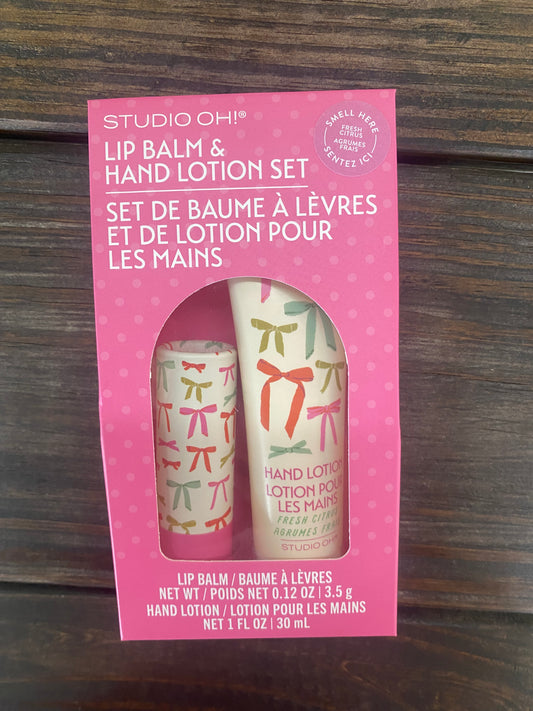 STUDIO OH!®
LIP BALM &
HAND LOTION SET
SET DE BAUME À LÈVRES
ET DE LOTION POUR
LES MAINS
SMELL HERE
FRESH
CITRUS
AGRUMES
FRAIS
SENTEZ ICI
HAND LOTION
LOTION POUR
LES MAINS
FRESH CITRUS
AGRUMES FRAIS
STUDIO OH!
LIP BALM / BAUME À LÈVRES
NET WT / POIDS NET 0.12 OZ | 3.5 g
HAND LOTION / LOTION POUR LES MAINS
NET 1 FL OZ | 30 mL